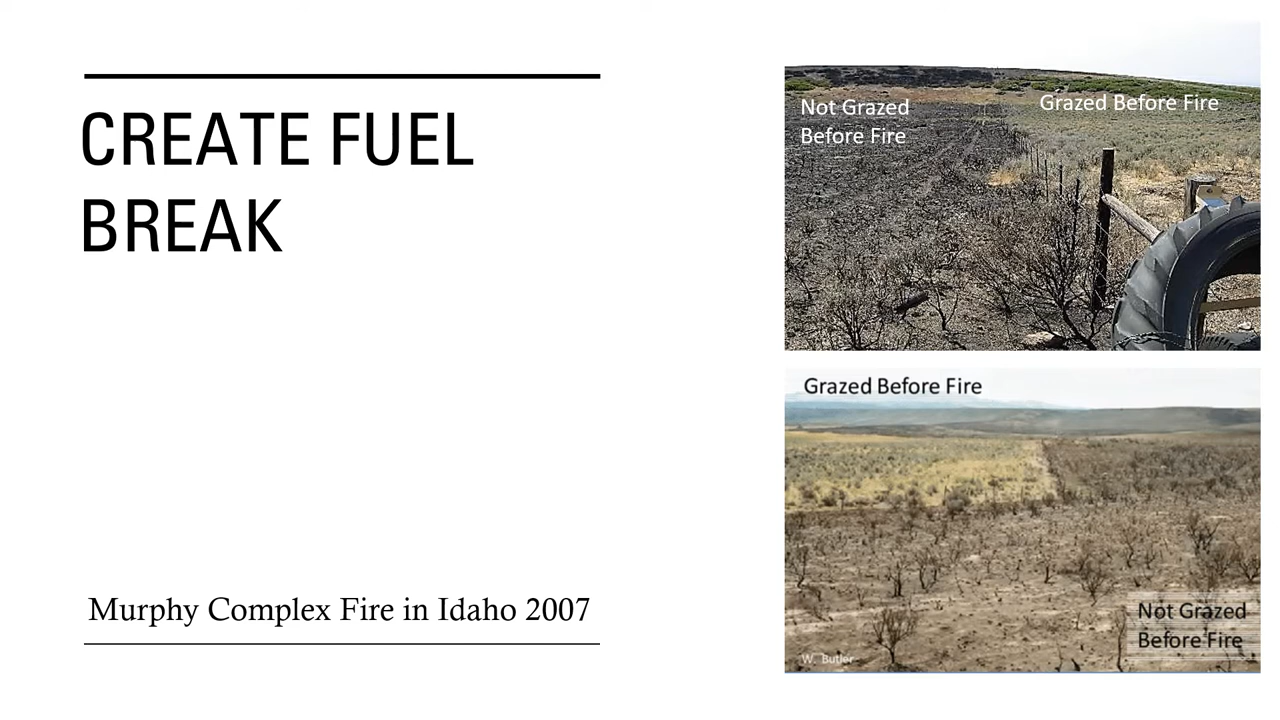 CREATE FUEL
BREAK
Murphy Complex Fire in Idaho 2007
Not Grazed
Before Fire
Grazed Before Fire
Grazed Before Fire
Not Grazed
Before Fire
W. Butler